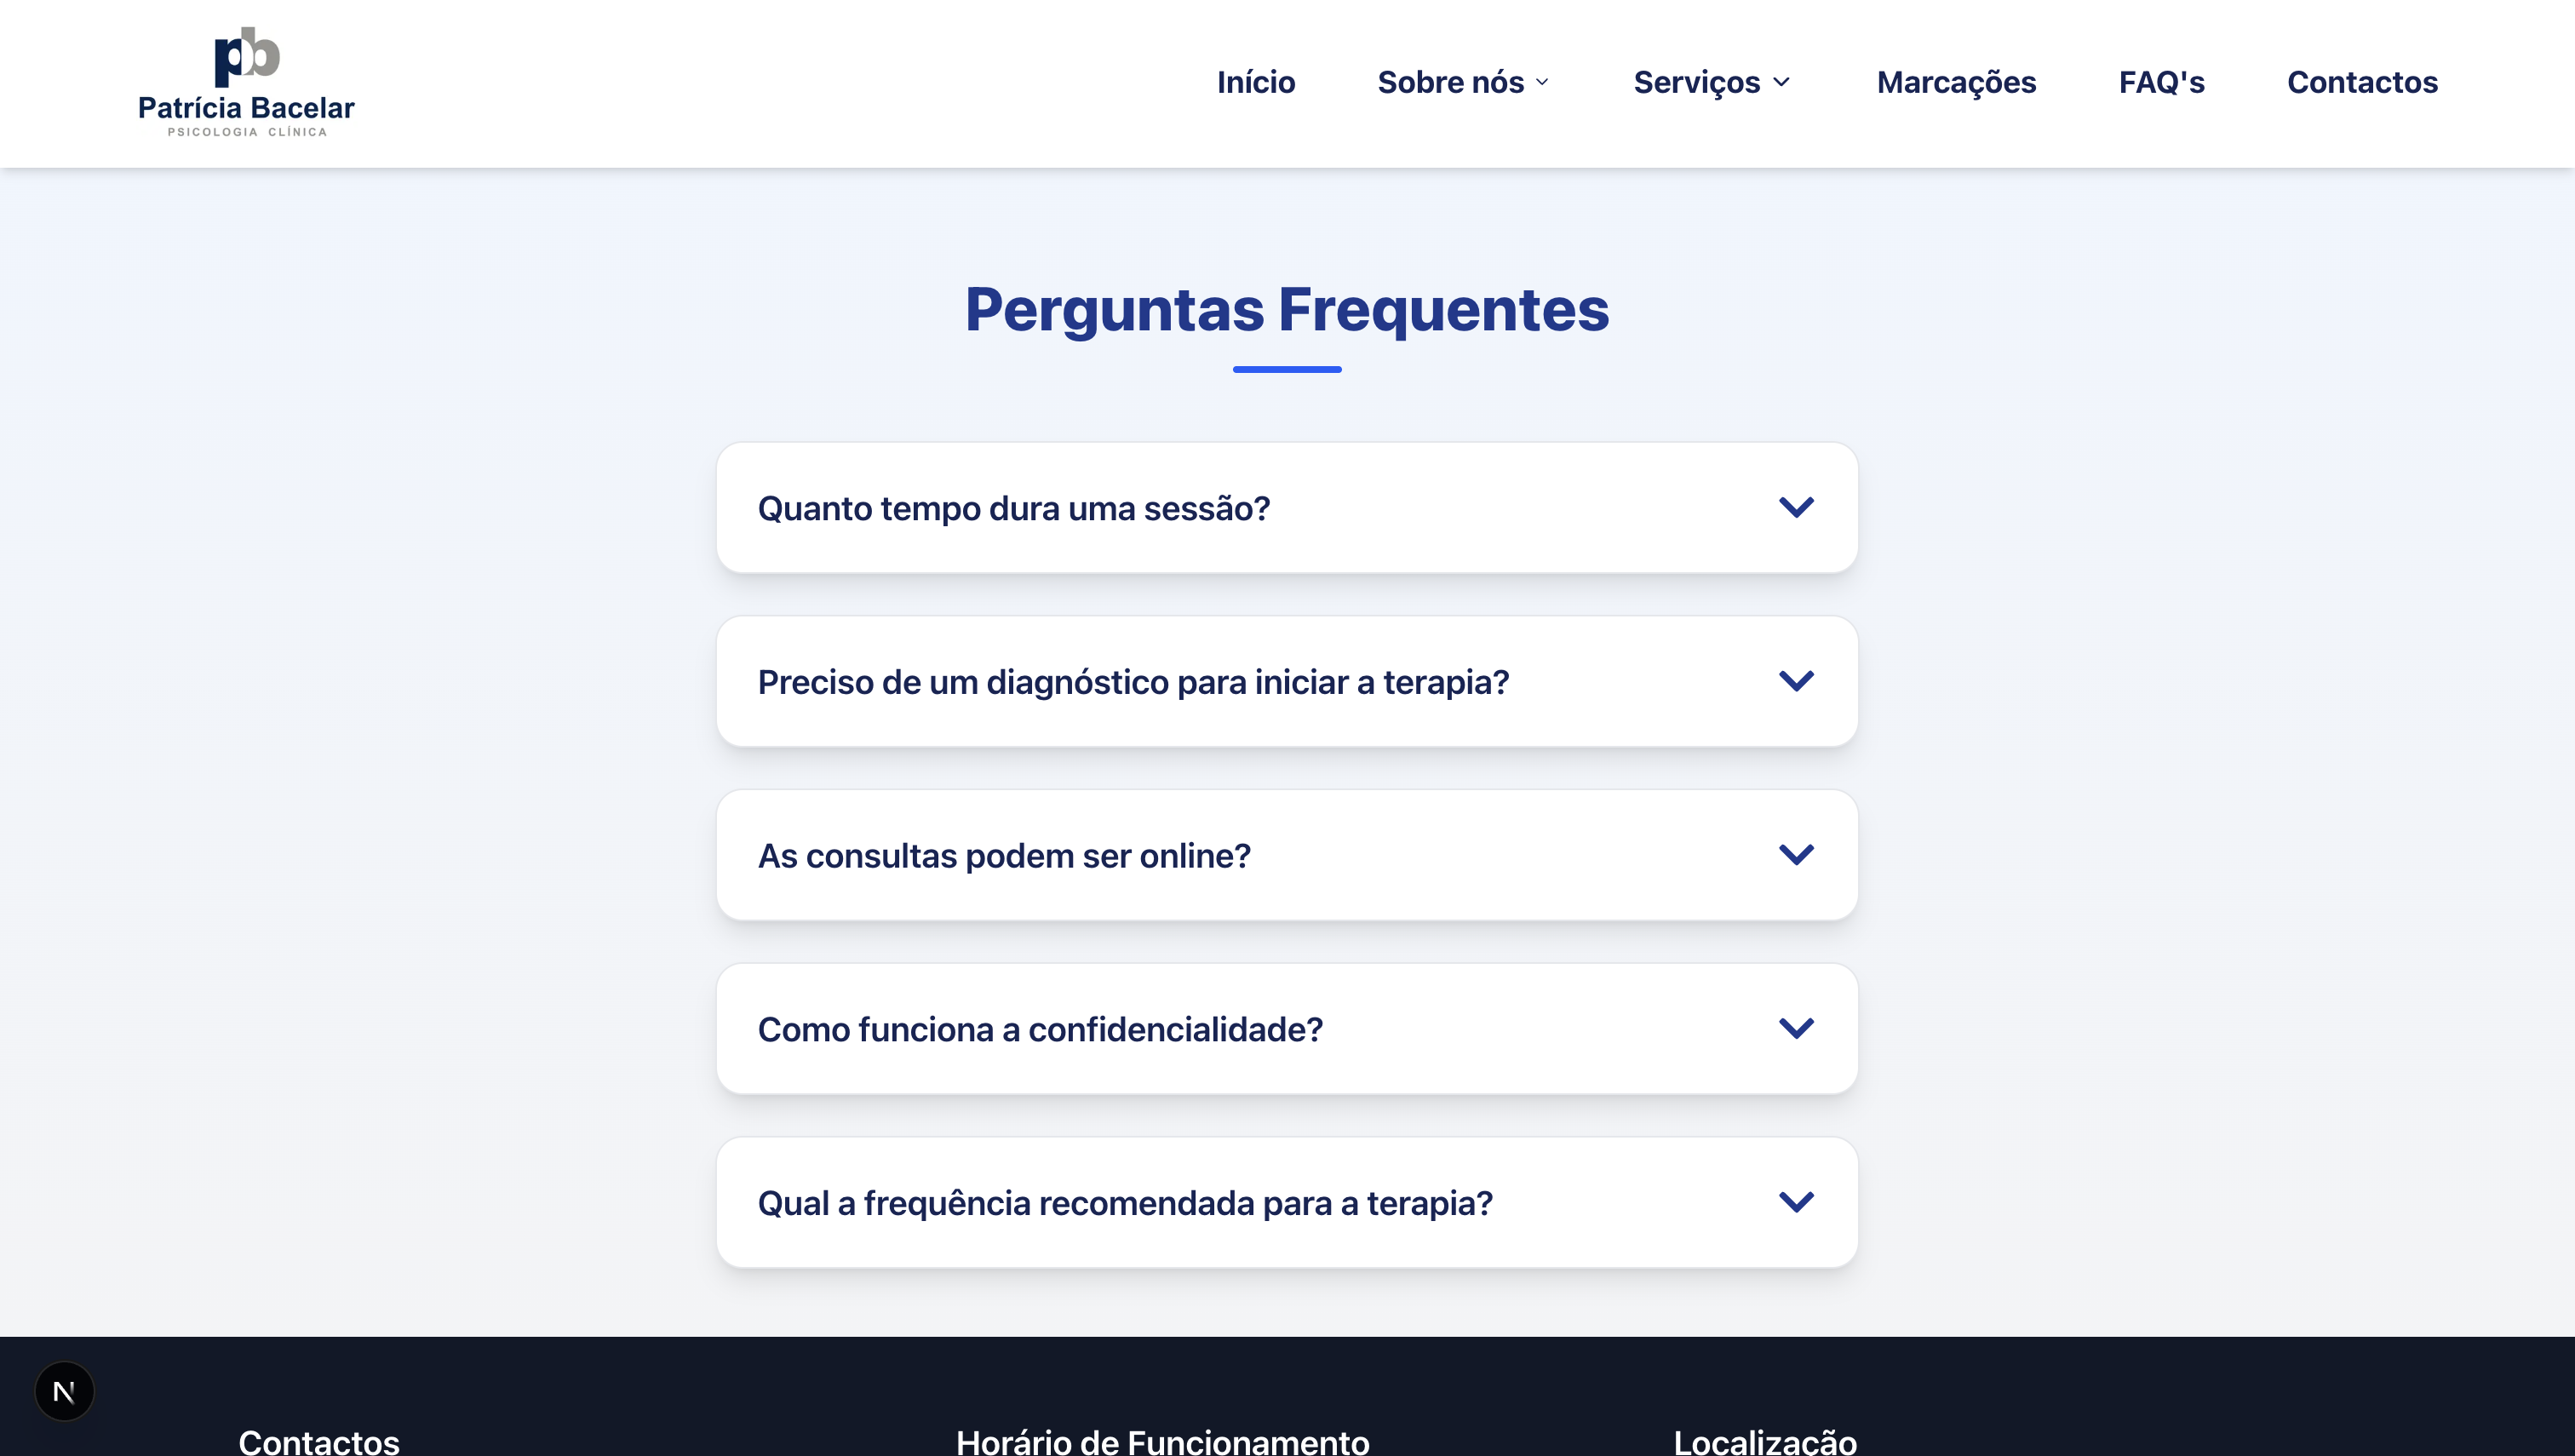 pb
Patrícia Bacelar
PSICOLOGIA CLÍNICA
Início
Sobre nós
Serviços
Marcações
FAQ's
Contactos
Perguntas Frequentes
Quanto tempo dura uma sessão?
Preciso de um diagnóstico para iniciar a terapia?
As consultas podem ser online?
Como funciona a confidencialidade?
Qual a frequência recomendada para a terapia?
N
Contactos
Horário de Funcionamento
Localização